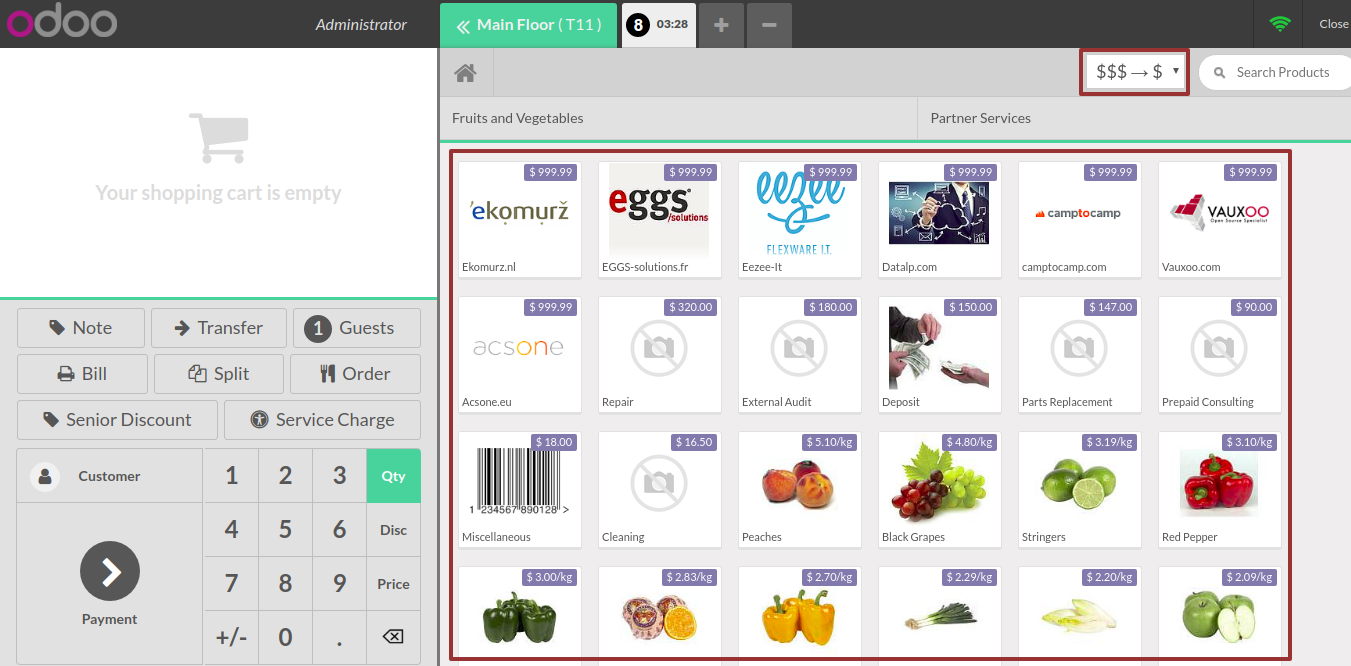 odoo
Administrator
Main Floor ( T11 )
8 03:28
+
−
Close
$$$ → $
Search Products
Fruits and Vegetables
Partner Services
Your shopping cart is empty
$ 999.99
'ekomurž
Ekomurz.nl
$ 999.99
eggs
/solutions
EGGS-solutions.fr
$ 999.99
eezee
FLEXWARE I.T.
Eezee-It
$ 999.99
Datalp.com
$ 999.99
camptocamp
camptocamp.com
$ 999.99
VAUXOO
Open Source Specialist
Vauxoo.com
$ 999.99
acsone
Acsone.eu
$ 320.00
Repair
$ 180.00
External Audit
$ 150.00
Deposit
$ 147.00
Parts Replacement
$ 90.00
Prepaid Consulting
$ 18.00
1 234567 890128 >
Miscellaneous
$ 16.50
Cleaning
$ 5.10/kg
Peaches
$ 4.80/kg
Black Grapes
$ 3.19/kg
Stringers
$ 3.10/kg
Red Pepper
$ 3.00/kg
$ 2.83/kg
$ 2.70/kg
$ 2.29/kg
$ 2.20/kg
$ 2.09/kg
Note
Transfer
1 Guests
Bill
Split
Order
Senior Discount
Service Charge
Customer
Payment
1 2 3 Qty
4 5 6 Disc
7 8 9 Price
+/- 0 .